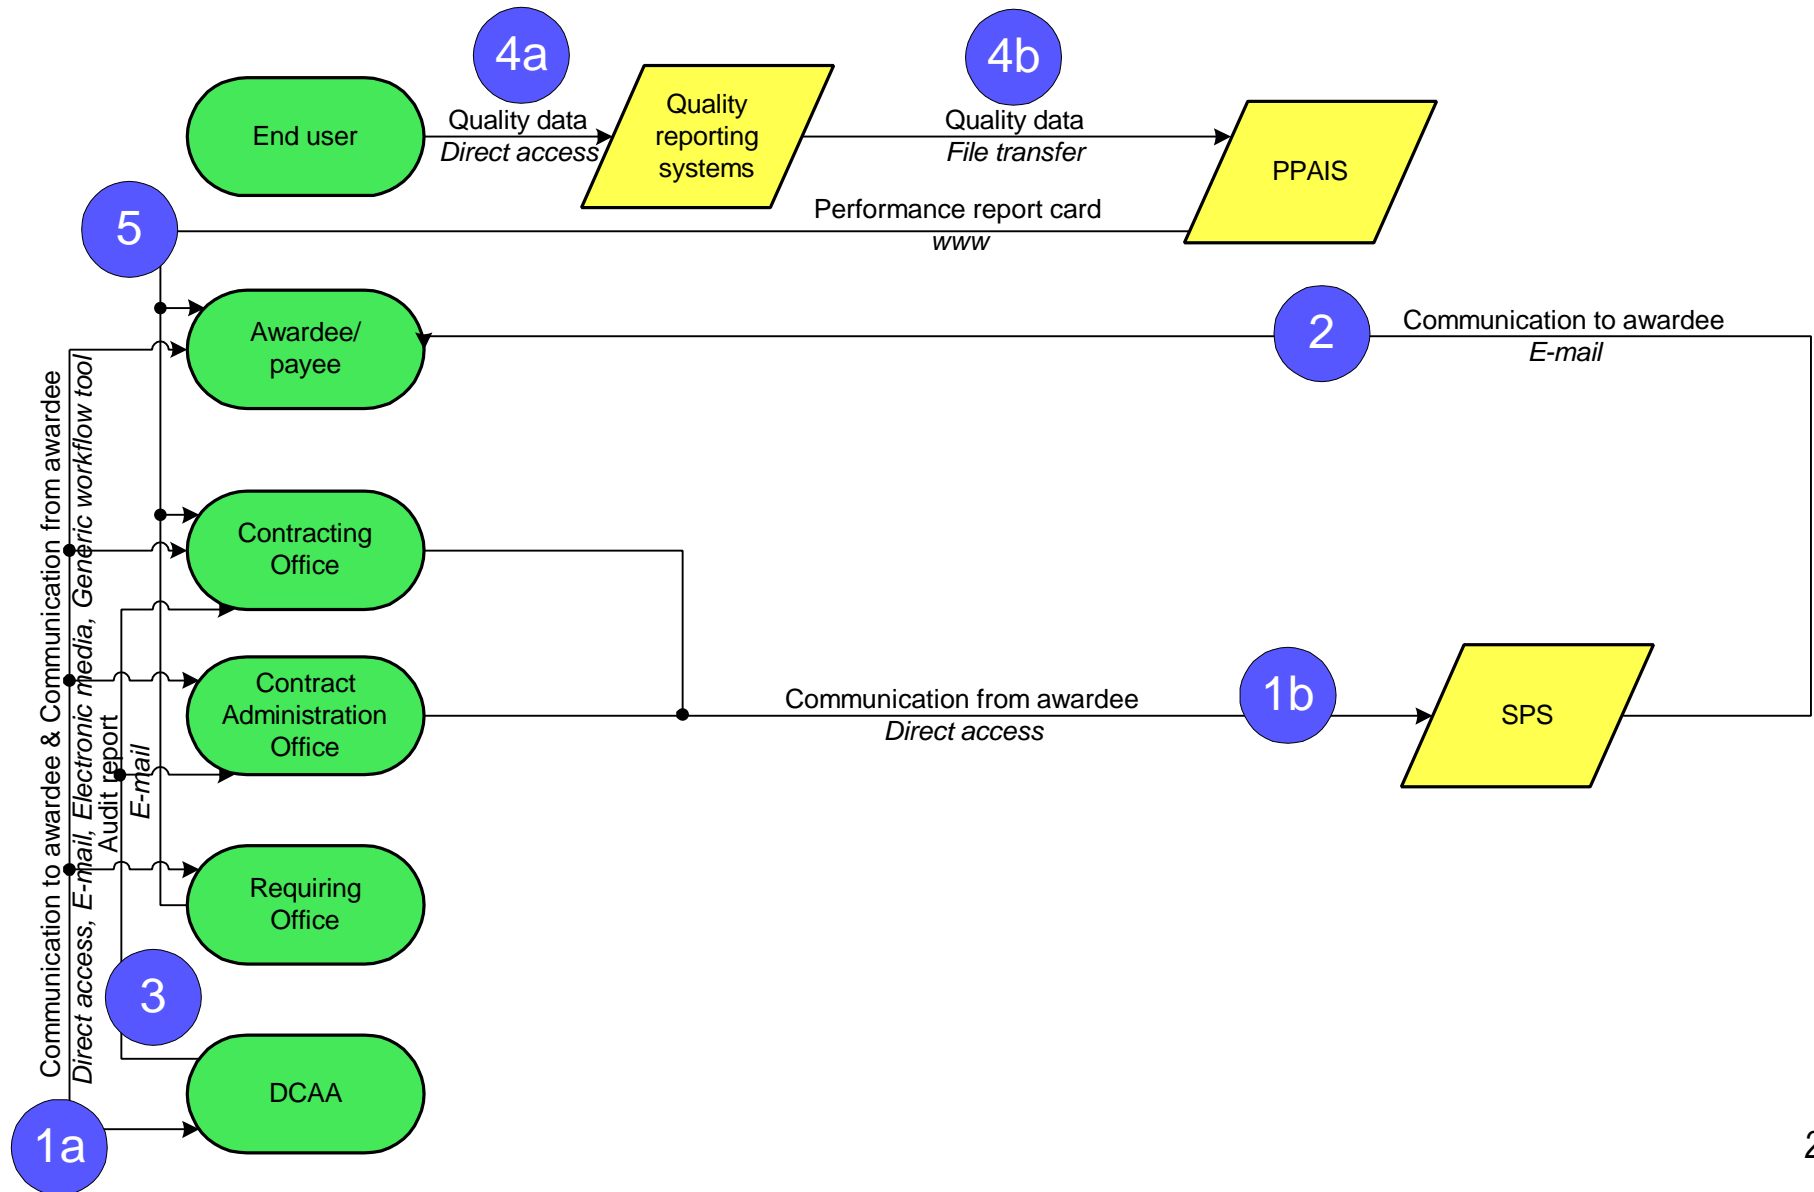 4a
4b
End user
Quality data
Direct access
Quality
reporting
systems
Quality data
File transfer
PPAIS
5
Performance report card
www
Awardee/
payee
2
Communication to awardee
E-mail
Communication to awardee & Communication from awardee
Direct access, E-mail, Electronic media, Generic workflow tool
Audit report
E-mail
Contracting
Office
Contract
Administration
Office
Communication from awardee
Direct access
1b
SPS
Requiring
Office
3
DCAA
1a
2